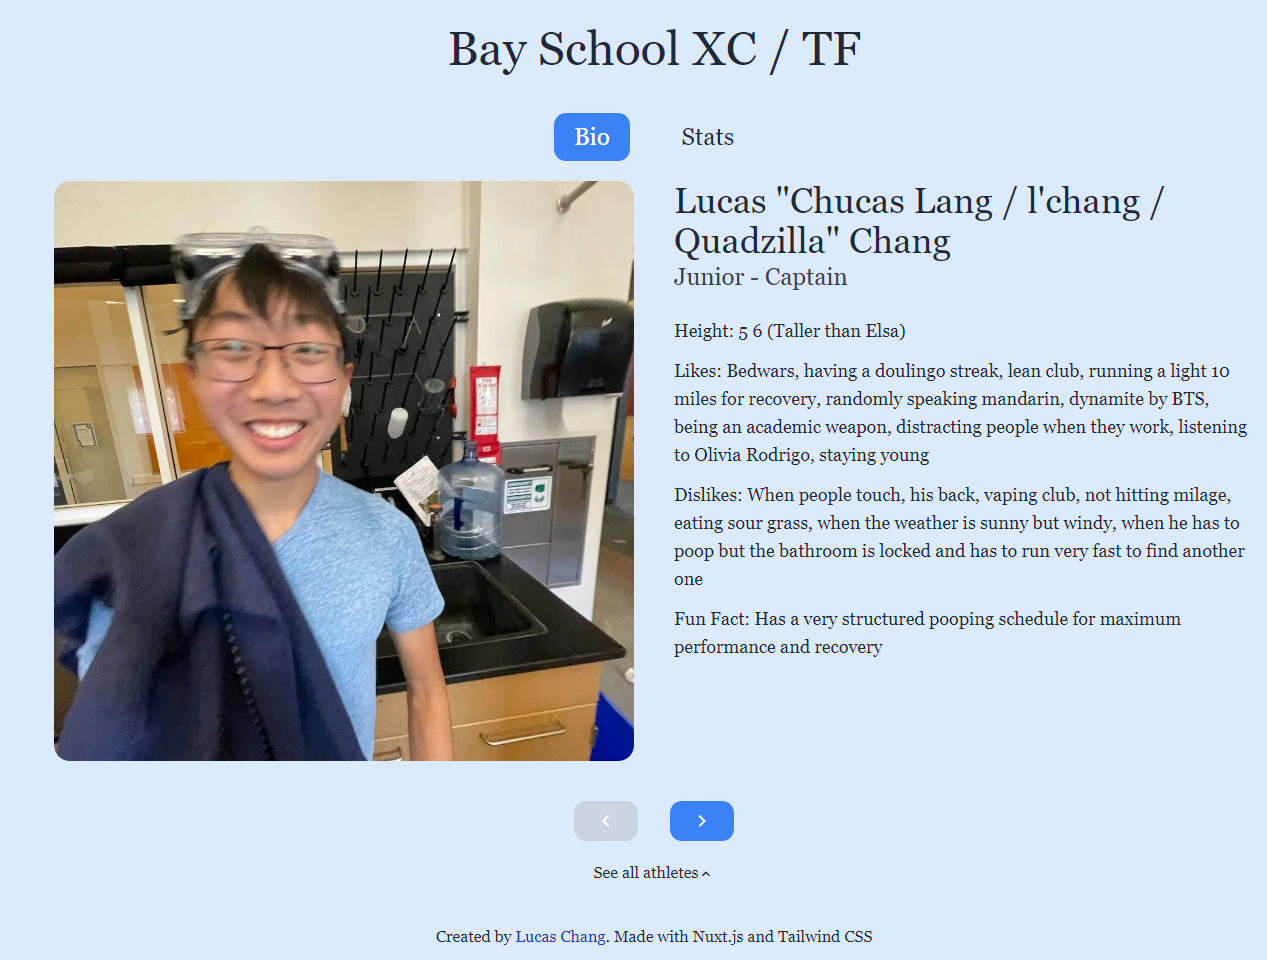 Bay School XC / TF
Bio
Stats
Lucas "Chucas Lang / l'chang /
Quadzilla" Chang
Junior - Captain
Height: 5 6 (Taller than Elsa)
Likes: Bedwars, having a doulingo streak, lean club, running a light 10
miles for recovery, randomly speaking mandarin, dynamite by BTS,
being an academic weapon, distracting people when they work, listening
to Olivia Rodrigo, staying young
Dislikes: When people touch, his back, vaping club, not hitting milage,
eating sour grass, when the weather is sunny but windy, when he has to
poop but the bathroom is locked and has to run very fast to find another
one
Fun Fact: Has a very structured pooping schedule for maximum
performance and recovery
Fire
Blanket
See all athletes
Created by Lucas Chang. Made with Nuxt.js and Tailwind CSS